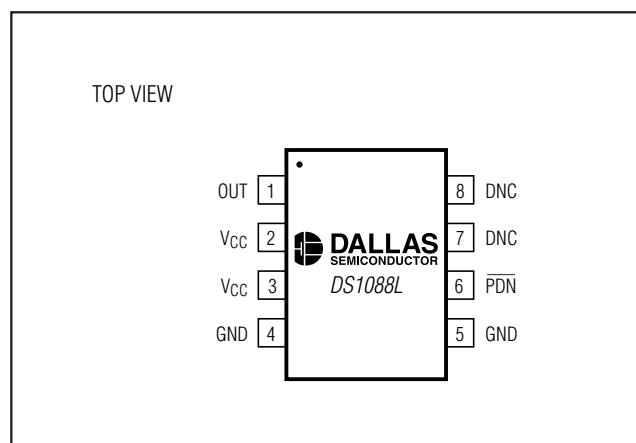 TOP VIEW
OUT 1
VCC 2
VCC 3
GND 4
8 DNC
7 DNC
6 P̅D̅N̅
5 GND
DALLAS
SEMICONDUCTOR
DS1088L